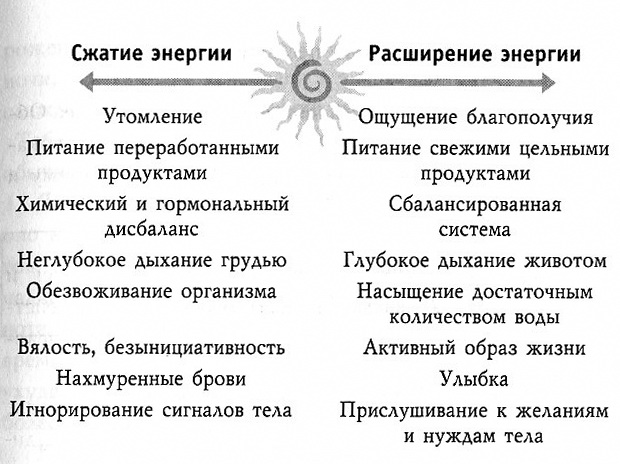 Сжатие энергии
Расширение энергии
Утомление
Ощущение благополучия
Питание переработанными
продуктами
Питание свежими цельными
продуктами
Химический и гормональный
дисбаланс
Сбалансированная
система
Неглубокое дыхание грудью
Глубокое дыхание животом
Обезвоживание организма
Насыщение достаточным
количеством воды
Вялость, безынициативность
Активный образ жизни
Нахмуренные брови
Улыбка
Игнорирование сигналов тела
Прислушивание к желаниям
и нуждам тела